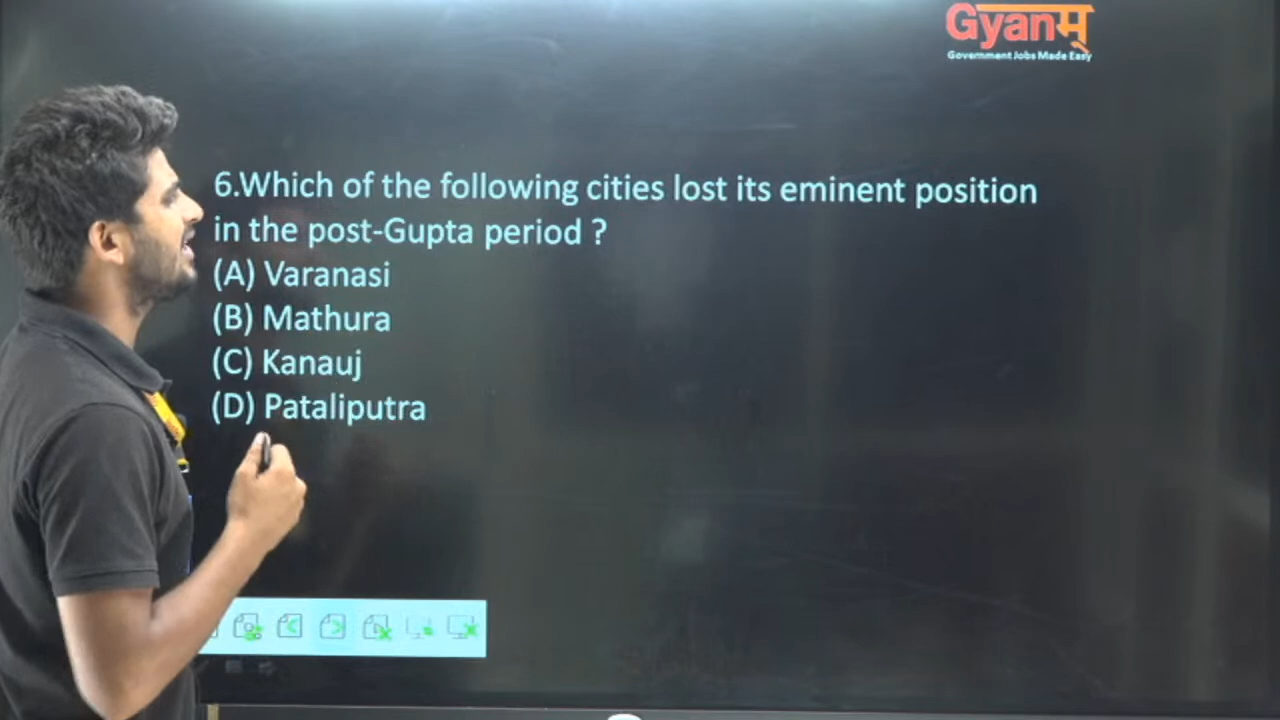 Gyanम्
Government Jobs Made Easy
6.Which of the following cities lost its eminent position
in the post-Gupta period ?
(A) Varanasi
(B) Mathura
(C) Kanauj
(D) Pataliputra